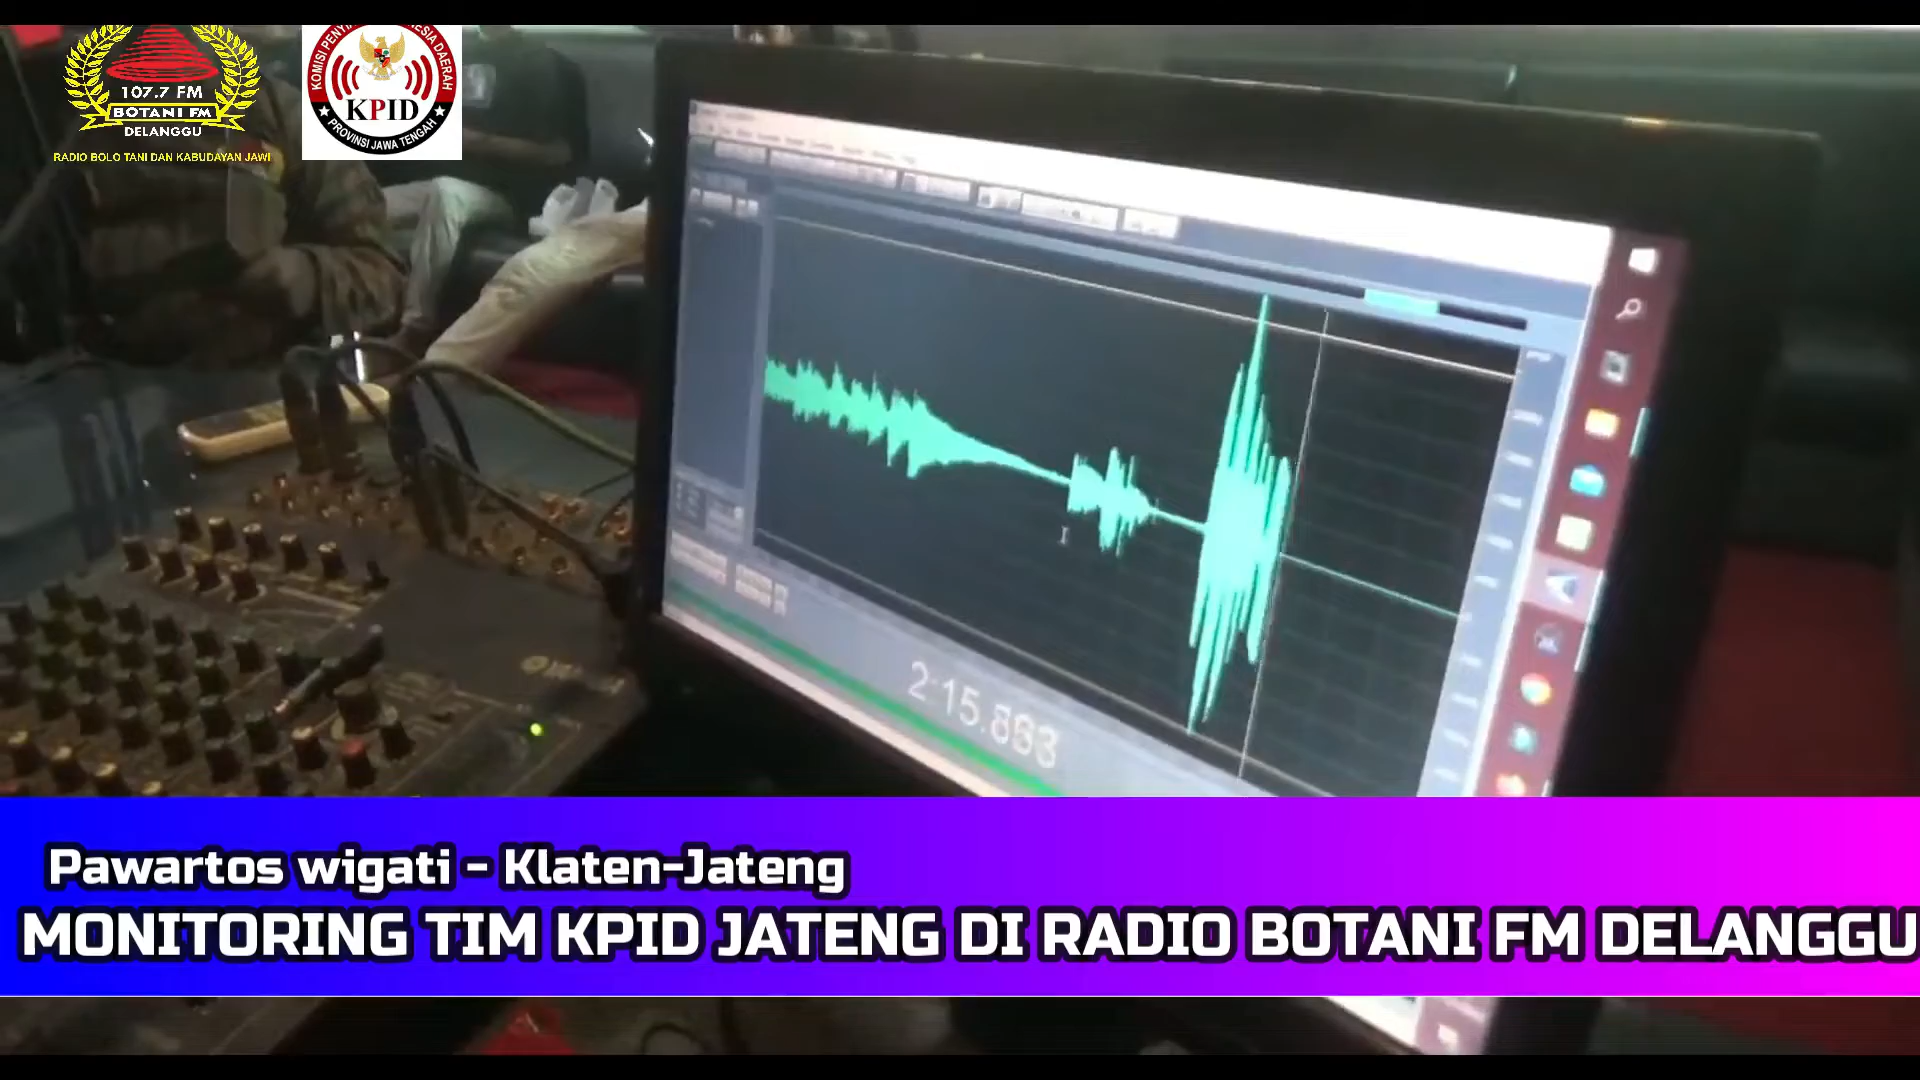 107.7 FM
BOTANI FM
DELANGGU
RADIO BOLO TANI DAN KABUDAYAN JAWI
KPID
PROVINSI JAWA TENGAH
2:15.863
Pawartos wigati - Klaten-Jateng
MONITORING TIM KPID JATENG DI RADIO BOTANI FM DELANGGU